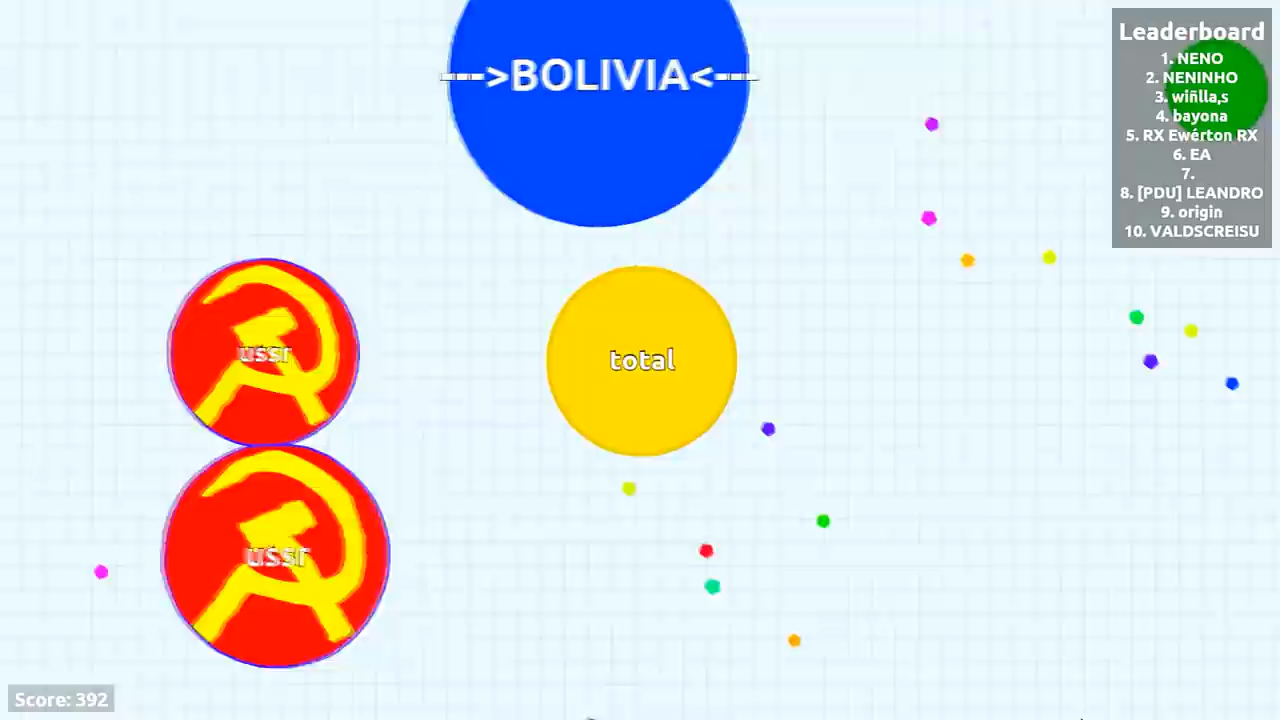 Leaderboard
1. NENO
2. NENINHO
3. wiñlla,s
4. bayona
5. RX Ewérton RX
6. EA
7.
8. [PDU] LEANDRO
9. origin
10. VALDSCREISU
--->BOLIVIA<---
ussr
total
ussr
Score: 392